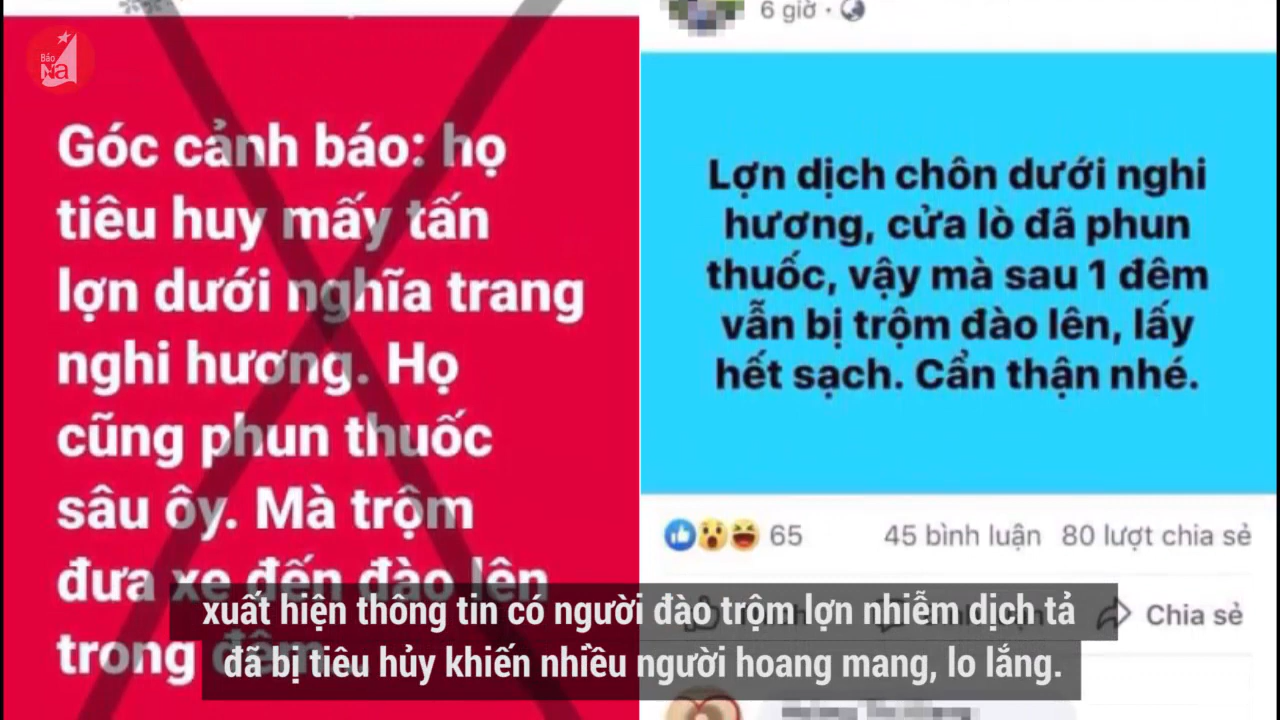 Báo
Na
Góc cảnh báo: họ
tiêu huy mấy tấn
lợn dưới nghĩa trang
nghi hương. Họ
cũng phun thuốc
sâu ôy. Mà trộm
đưa xe đến đào lên
trong đêm
6 giờ
Lợn dịch chôn dưới nghi
hương, cửa lò đã phun
thuốc, vậy mà sau 1 đêm
vẫn bị trộm đào lên, lấy
hết sạch. Cẩn thận nhé.
65 45 bình luận 80 lượt chia sẻ
Chia sẻ
xuất hiện thông tin có người đào trộm lợn nhiễm dịch tả
đã bị tiêu hủy khiến nhiều người hoang mang, lo lắng.